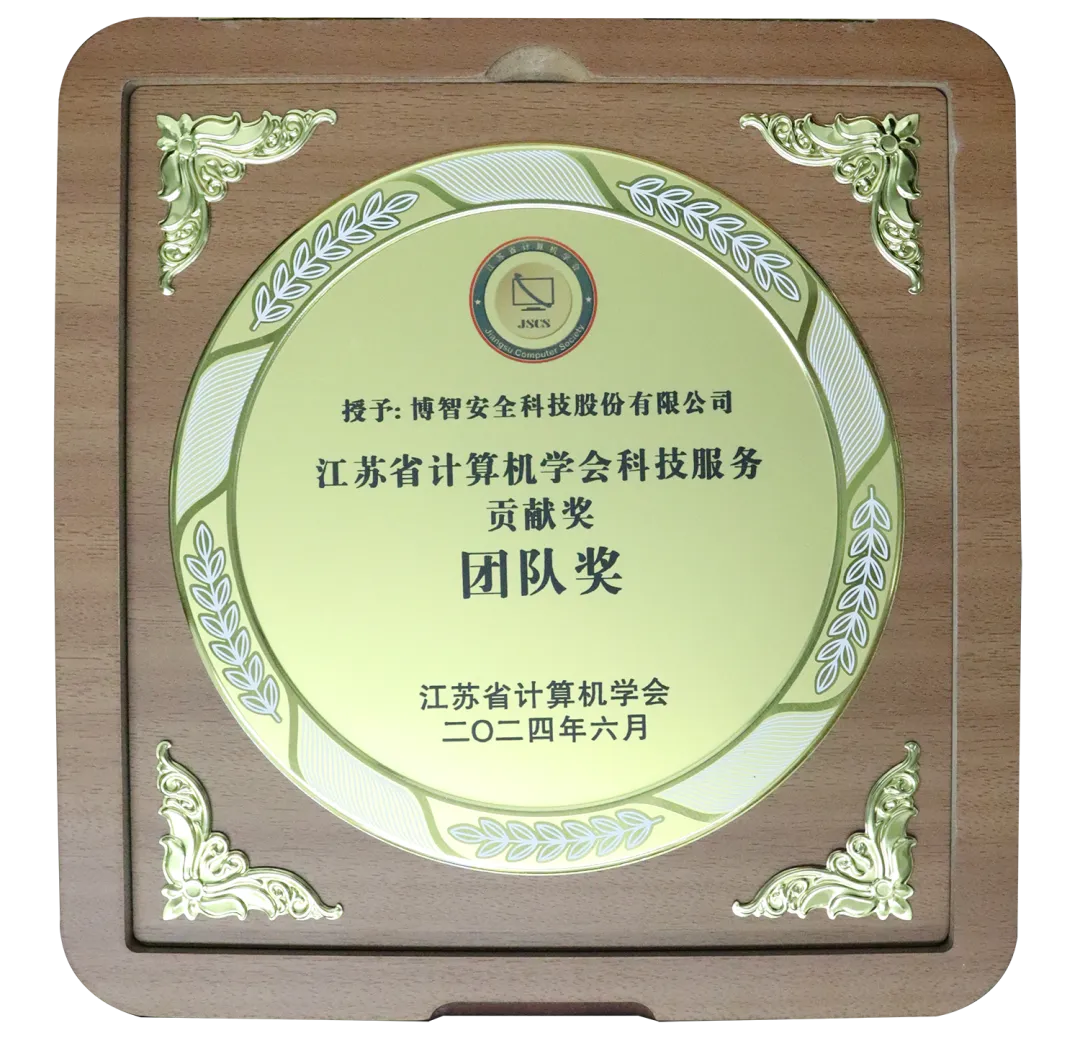 江苏省计算机学会
JSCS
Jiangsu Computer Society
授予: 博智安全科技股份有限公司
江苏省计算机学会科技服务
贡献奖
团队奖
江苏省计算机学会
二〇二四年六月